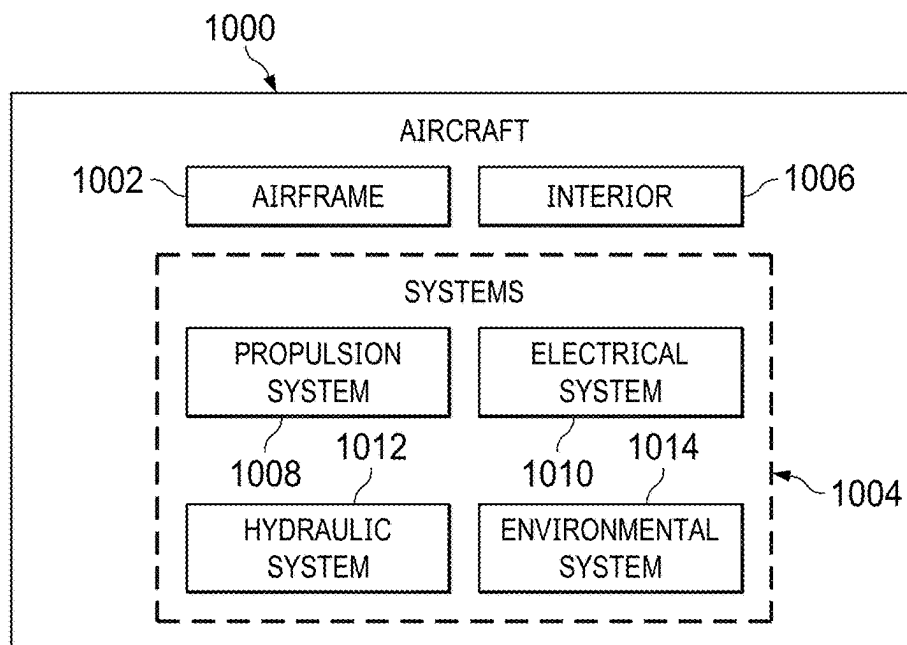 1000
AIRCRAFT
1002 AIRFRAME INTERIOR 1006
SYSTEMS
PROPULSION ELECTRICAL
SYSTEM SYSTEM
1012 1014
1008 1010
1004
HYDRAULIC ENVIRONMENTAL
SYSTEM SYSTEM